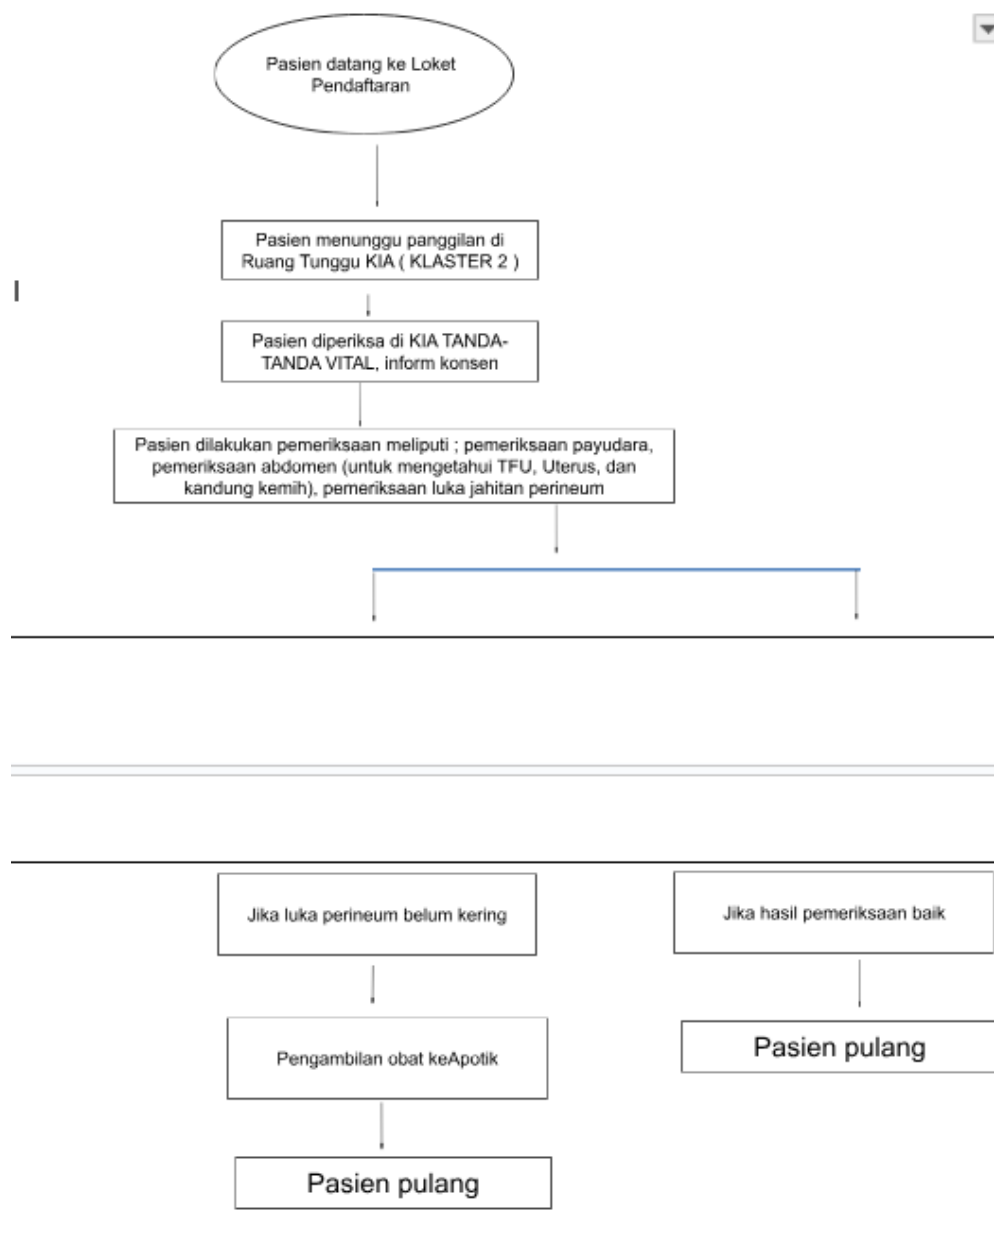 Pasien datang ke Loket
Pendaftaran
Pasien menunggu panggilan di
Ruang Tunggu KIA ( KLASTER 2 )
Pasien diperiksa di KIA TANDA-
TANDA VITAL, inform konsen
Pasien dilakukan pemeriksaan meliputi ; pemeriksaan payudara,
pemeriksaan abdomen (untuk mengetahui TFU, Uterus, dan
kandung kemih), pemeriksaan luka jahitan perineum
Jika luka perineum belum kering
Jika hasil pemeriksaan baik
Pengambilan obat keApotik
Pasien pulang
Pasien pulang